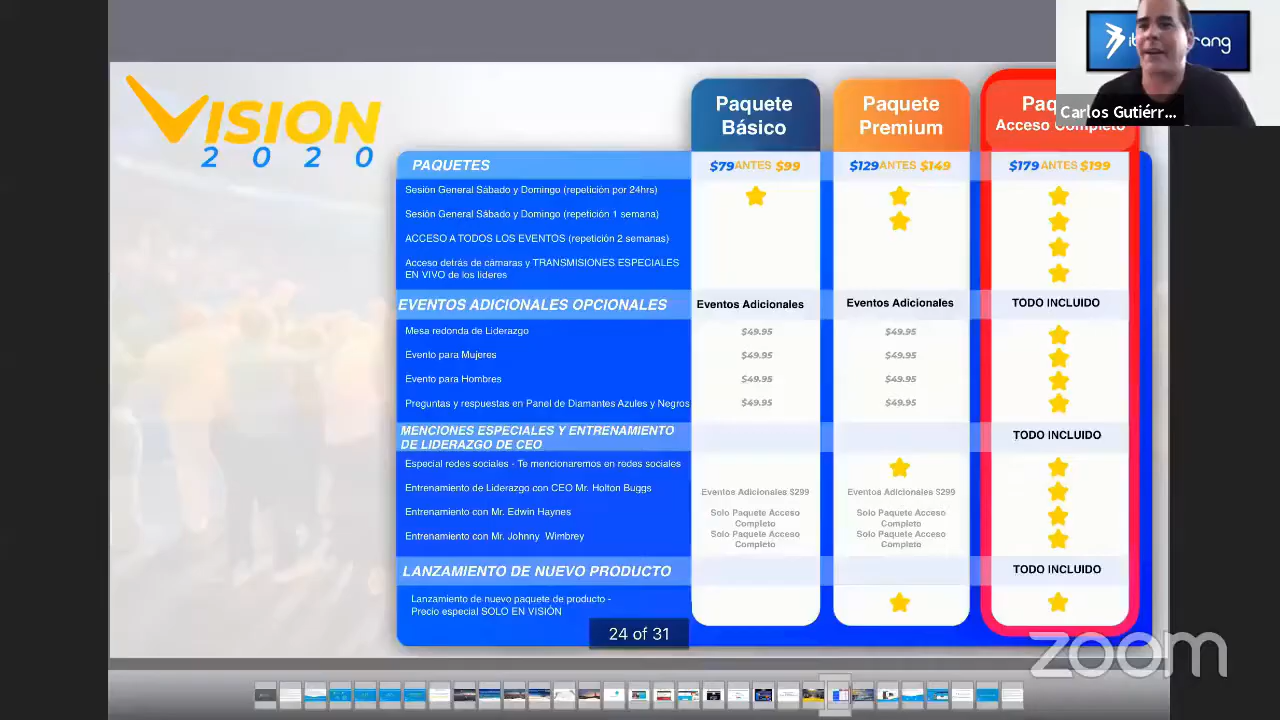 VISION
2 0 2 0
Paquete
Básico
Paquete
Premium
Paq
Acceso Completo
Carlos Gutiérr...
PAQUETES
$79 ANTES $99
$129 ANTES $149
$179 ANTES $199
Sesión General Sábado y Domingo (repetición por 24hrs)
Sesión General Sábado y Domingo (repetición 1 semana)
ACCESO A TODOS LOS EVENTOS (repetición 2 semanas)
Acceso detrás de cámaras y TRANSMISIONES ESPECIALES
EN VIVO de los lideres
EVENTOS ADICIONALES OPCIONALES
Eventos Adicionales
Eventos Adicionales
TODO INCLUIDO
Mesa redonda de Liderazgo
$49.95
$49.95
Evento para Mujeres
$49.95
$49.95
Evento para Hombres
$49.95
$49.95
Preguntas y respuestas en Panel de Diamantes Azules y Negros
$49.95
$49.95
MENCIONES ESPECIALES Y ENTRENAMIENTO
DE LIDERAZGO DE CEO
TODO INCLUIDO
Especial redes sociales - Te mencionaremos en redes sociales
Entrenamiento de Liderazgo con CEO Mr. Holton Buggs
Eventos Adicionales $299
Eventos Adicionales $299
Entrenamiento con Mr. Edwin Haynes
Solo Paquete Acceso
Completo
Solo Paquete Acceso
Completo
Entrenamiento con Mr. Johnny Wimbrey
Solo Paquete Acceso
Completo
Solo Paquete Acceso
Completo
LANZAMIENTO DE NUEVO PRODUCTO
TODO INCLUIDO
Lanzamiento de nuevo paquete de producto -
Precio especial SOLO EN VISIÓN
24 of 31
zoom